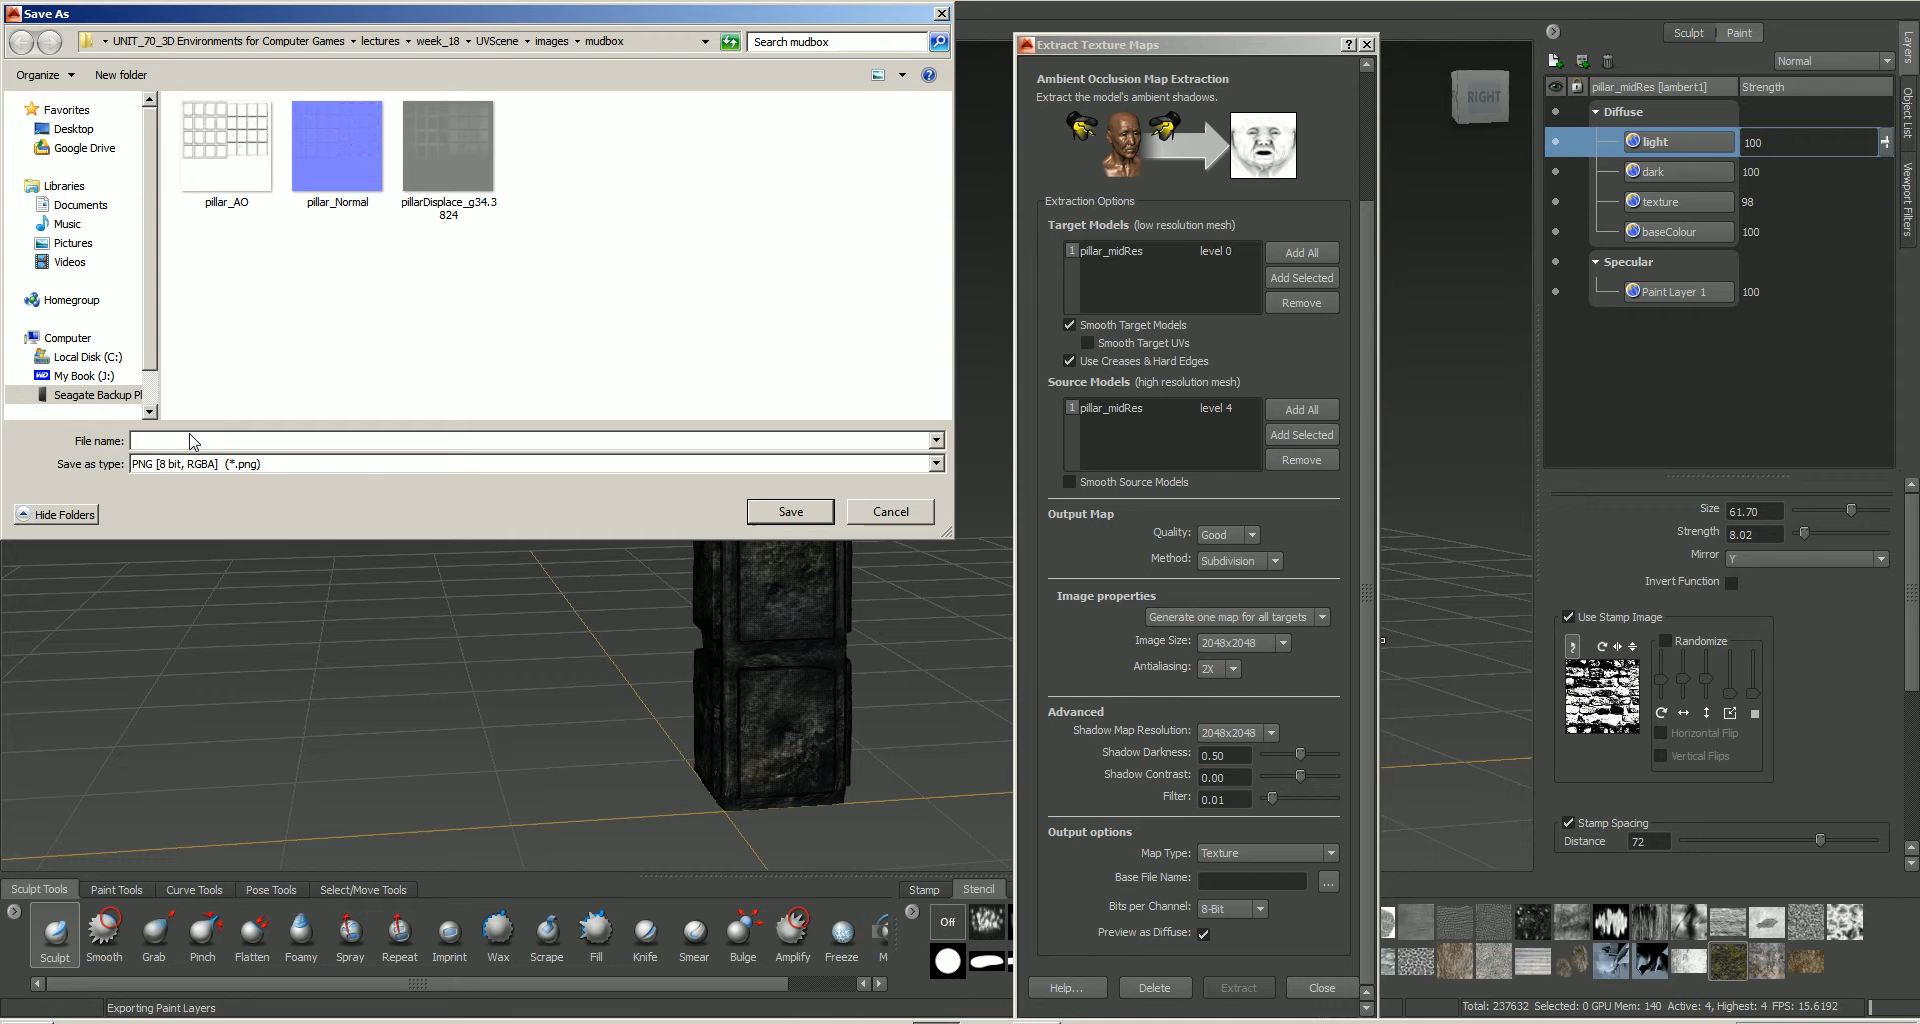 Save As
UNIT_70_3D Environments for Computer Games
lectures
week_18
UVScene
images
mudbox
Search mudbox
Organize
New folder
Favorites
Desktop
Google Drive
Libraries
Documents
Music
Pictures
Videos
Homegroup
Computer
Local Disk (C:)
My Book (J:)
Seagate Backup Pl
pillar_AO
pillar_Normal
pillarDisplace_g34.3
824
File name:
Save as type: PNG [8 bit, RGBA] (*.png)
Hide Folders
Save
Cancel
Extract Texture Maps
Ambient Occlusion Map Extraction
Extract the model's ambient shadows.
Extraction Options
Target Models (low resolution mesh)
1 pillar_midRes level 0
Add All
Add Selected
Remove
Smooth Target Models
Smooth Target UVs
Use Creases & Hard Edges
Source Models (high resolution mesh)
1 pillar_midRes level 4
Add All
Add Selected
Remove
Smooth Source Models
Output Map
Quality: Good
Method: Subdivision
Image properties
Generate one map for all targets
Image Size: 2048x2048
Antialiasing: 2X
Advanced
Shadow Map Resolution: 2048x2048
Shadow Darkness: 0.50
Shadow Contrast: 0.00
Filter: 0.01
Output options
Map Type: Texture
Base File Name:
...
Bits per Channel: 8-Bit
Preview as Diffuse:
Help...
Delete
Extract
Close
RIGHT
Sculpt
Paint
Normal
pillar_midRes [lambert1]
Strength
Diffuse
light 100
dark 100
texture 98
baseColour 100
Specular
Paint Layer 1 100
Layers
Object List
Viewport Filters
Size 61.70
Strength 8.02
Mirror Y
Invert Function
Use Stamp Image
Randomize
Horizontal Flip
Vertical Flips
Stamp Spacing
Distance 72
Sculpt Tools
Paint Tools
Curve Tools
Pose Tools
Select/Move Tools
Stamp
Stencil
Off
Sculpt
Smooth
Grab
Pinch
Flatten
Foamy
Spray
Repeat
Imprint
Wax
Scrape
Fill
Knife
Smear
Bulge
Amplify
Freeze
M
Exporting Paint Layers
Total: 237632 Selected: 0 GPU Mem: 140 Active: 4, Highest: 4 FPS: 15.6192